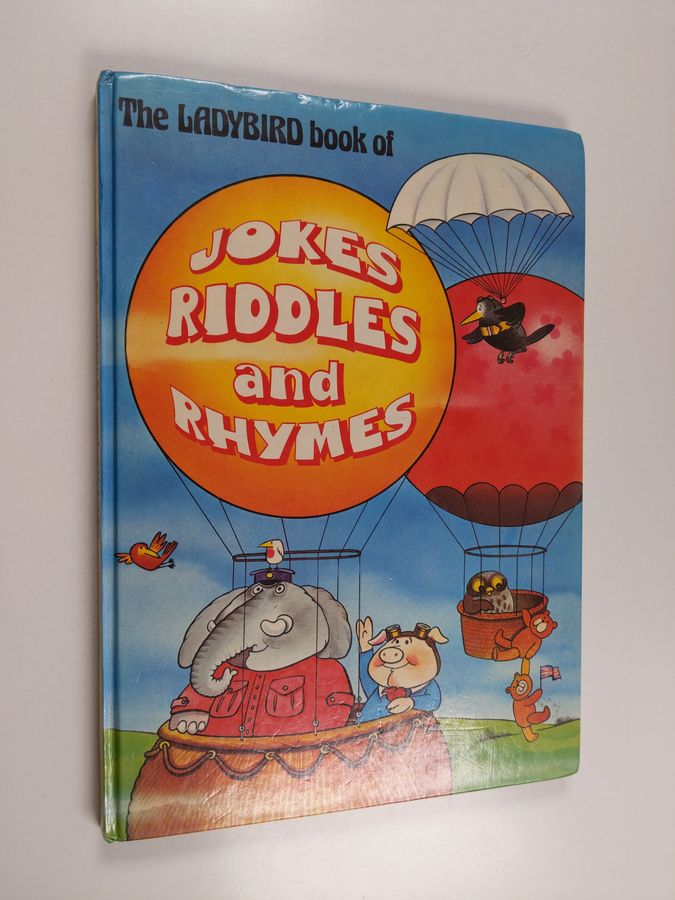 The LADYBIRD book of
JOKES
RIDDLES
and
RHYMES